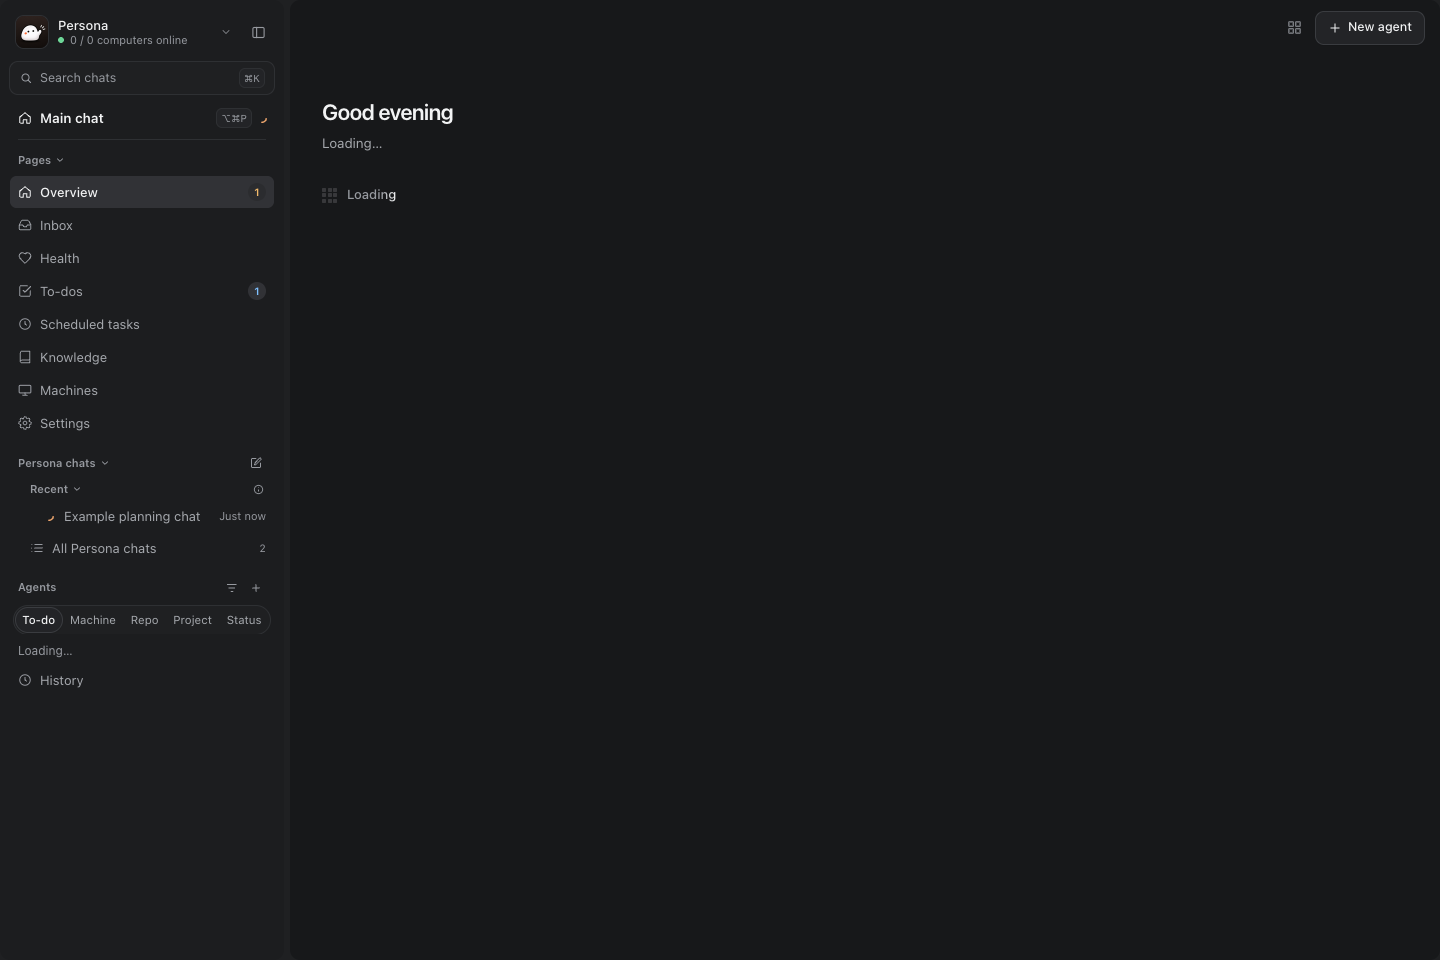 Persona
0 / 0 computers online
Search chats
⌘K
Main chat
⌥⌘P
Pages
Overview
1
Inbox
Health
To-dos
1
Scheduled tasks
Knowledge
Machines
Settings
Persona chats
Recent
Example planning chat
Just now
All Persona chats
2
Agents
To-do
Machine
Repo
Project
Status
Loading...
History
New agent
Good evening
Loading...
Loading